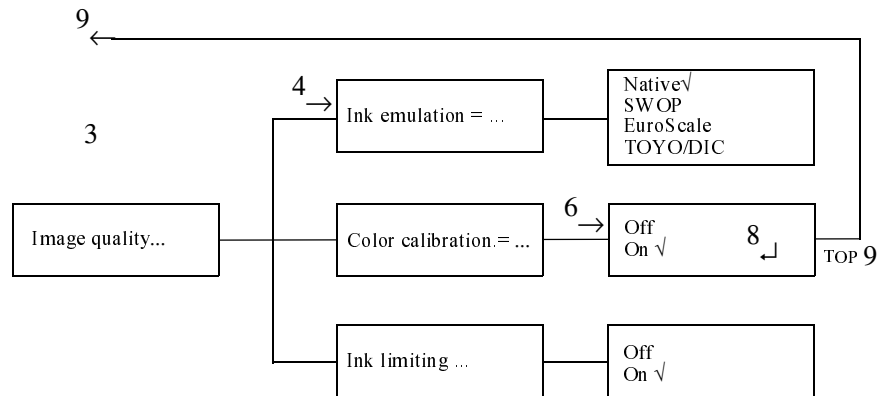 9
←
4
→
Ink emulation = ...
Native√
SWOP
EuroScale
TOYO/DIC
3
Image quality...
Color calibration.= ...
6
→
Off
On √
8
↵
TOP 9
Ink limiting ...
Off
On √